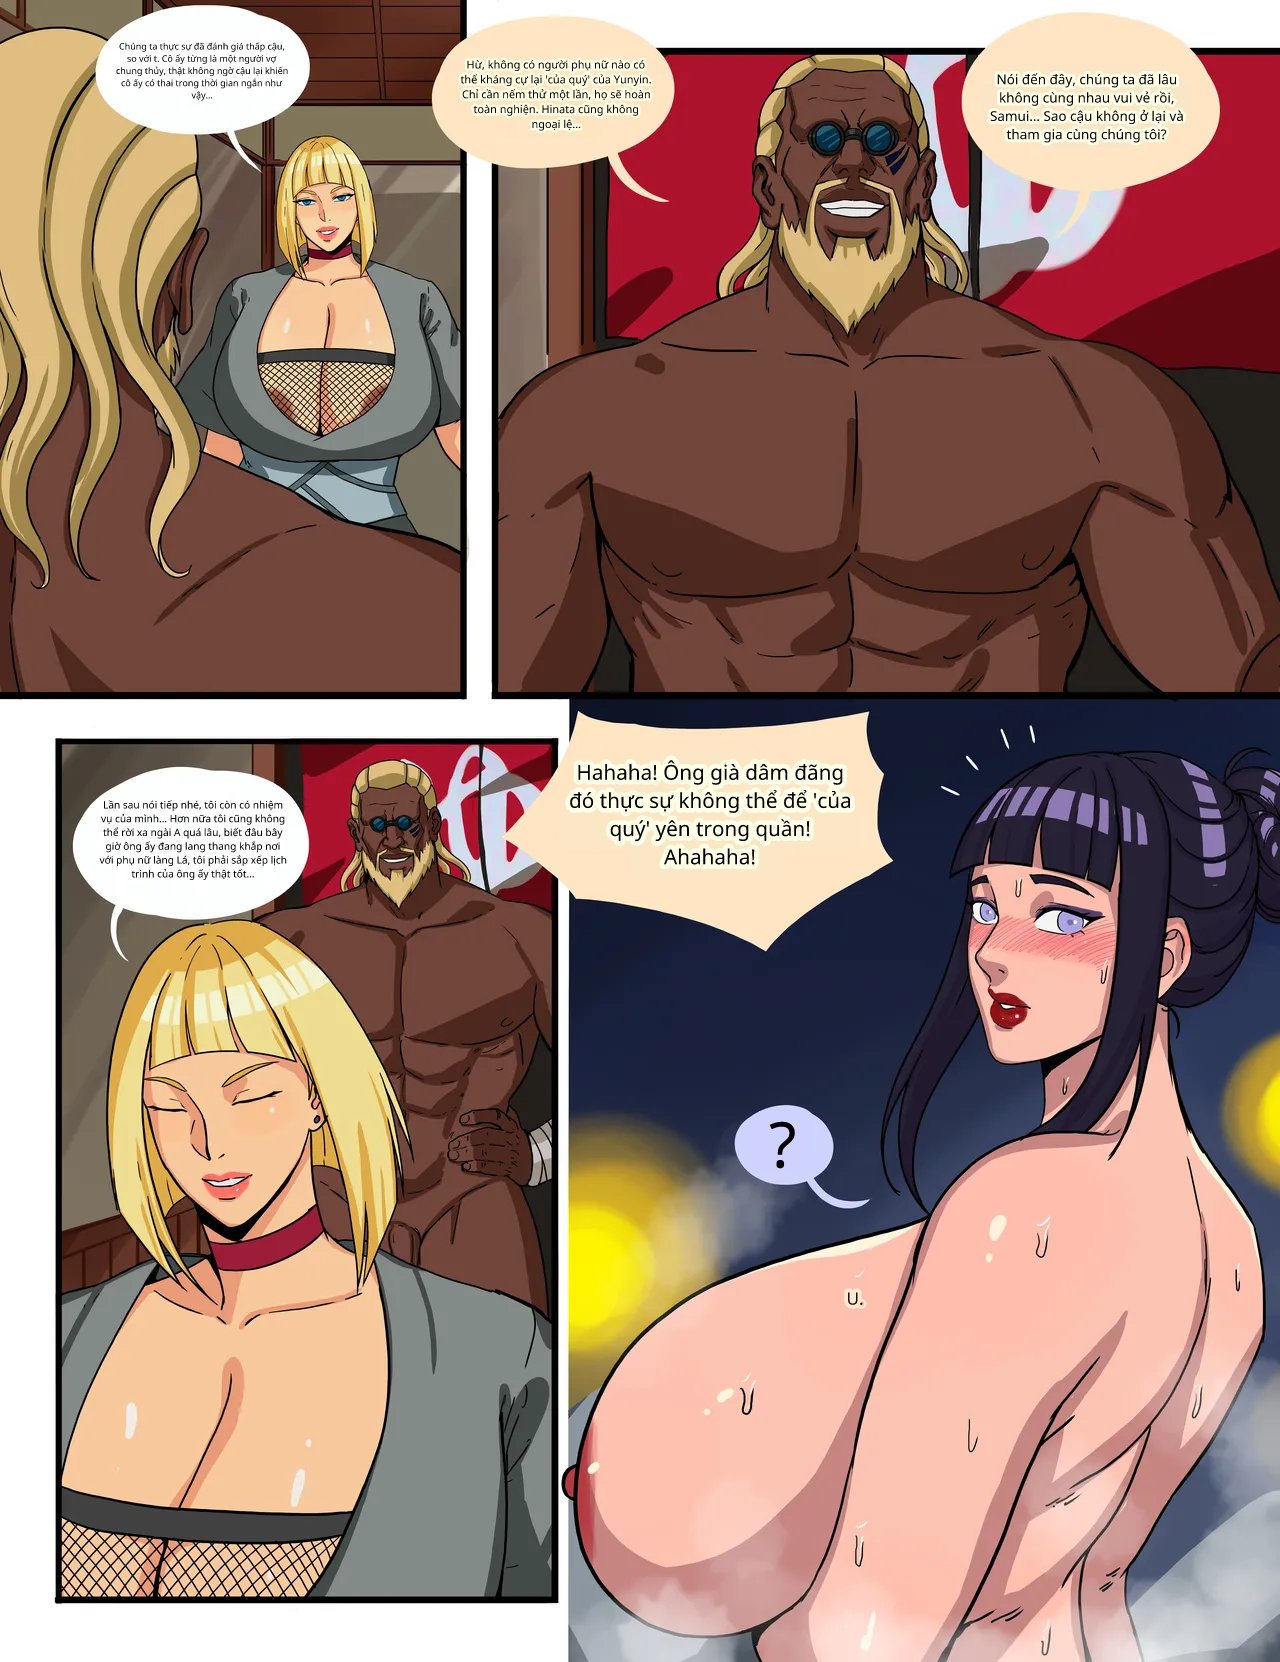 Chúng ta thực sự đã đánh giá thấp cậu,
so với t. Cô ấy từng là một người vợ
chung thủy, thật không ngờ cậu lại khiến
cô ấy có thai trong thời gian ngắn như
vậy...
Hừ, không có người phụ nữ nào có
thể kháng cự lại 'của quý' của Yunyin.
Chỉ cần nếm thử một lần, họ sẽ hoàn
toàn nghiện. Hinata cũng không
ngoại lệ...
Nói đến đây, chúng ta đã lâu
không cùng nhau vui vẻ rồi,
Samui... Sao cậu không ở lại và
tham gia cùng chúng tôi?
Lần sau nói tiếp nhé, tôi còn có nhiệm
vụ của mình... Hơn nữa tôi cũng không
thể rời xa ngài A quá lâu, biết đâu bây
giờ ông ấy đang lang thang khắp nơi
với phụ nữ làng Lá, tôi phải sắp xếp lịch
trình của ông ấy thật tốt...
Hahaha! Ông già dâm đãng
đó thực sự không thể để 'của
quý' yên trong quần!
Ahahaha!
?
U.